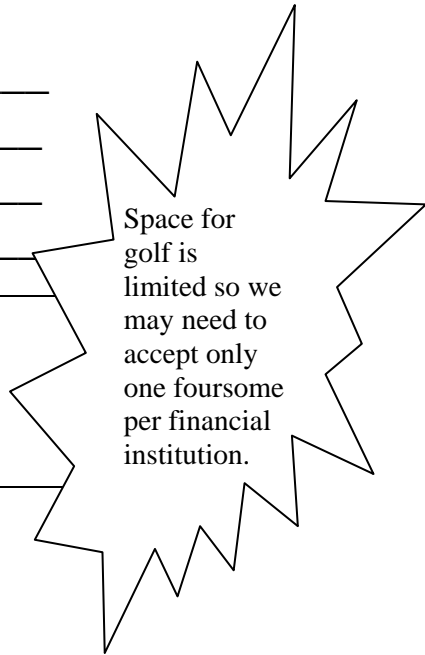 Space for
golf is
limited so we
may need to
accept only
one foursome
per financial
institution.